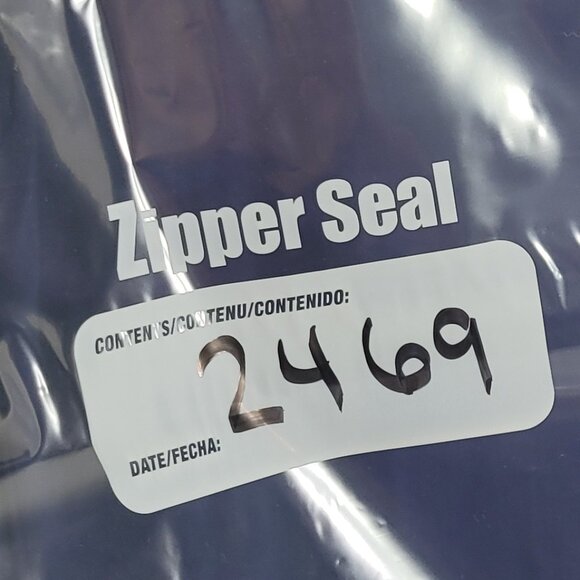 Zipper Seal
CONTENTS/CONTENU/CONTENIDO:
2469
DATE/FECHA: